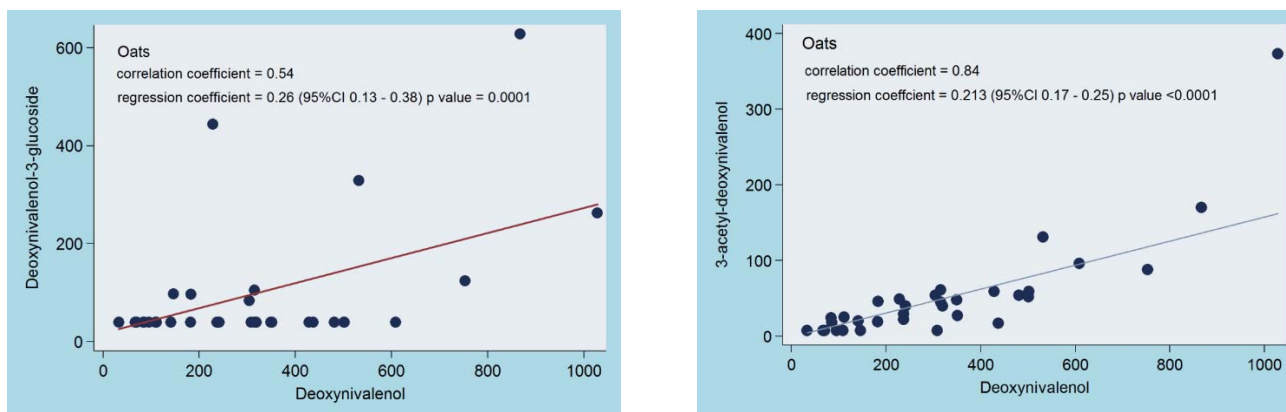 Oats
correlation coefficient = 0.54
regression coefficient = 0.26 (95%CI 0.13 - 0.38) p value = 0.0001
Deoxynivalenol-3-glucoside
600
400
200
0
0 200 400 600 800 1000
Deoxynivalenol
Oats
correlation coefficient = 0.84
regression coeffcient = 0.213 (95%CI 0.17 - 0.25) p value <0.0001
3-acetyl-deoxynivalenol
400
300
200
100
0
0 200 400 600 800 1000
Deoxynivalenol